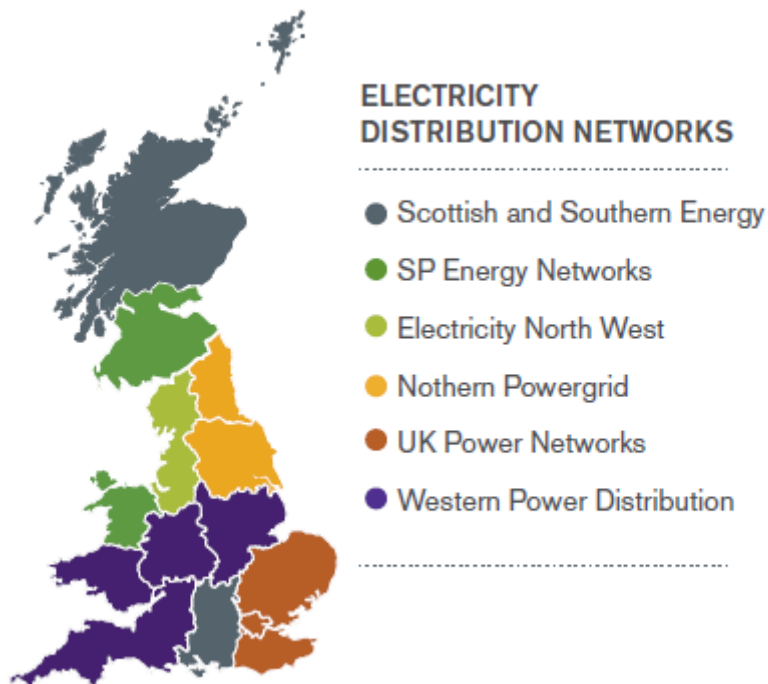 ELECTRICITY
DISTRIBUTION NETWORKS
Scottish and Southern Energy
SP Energy Networks
Electricity North West
Nothern Powergrid
UK Power Networks
Western Power Distribution